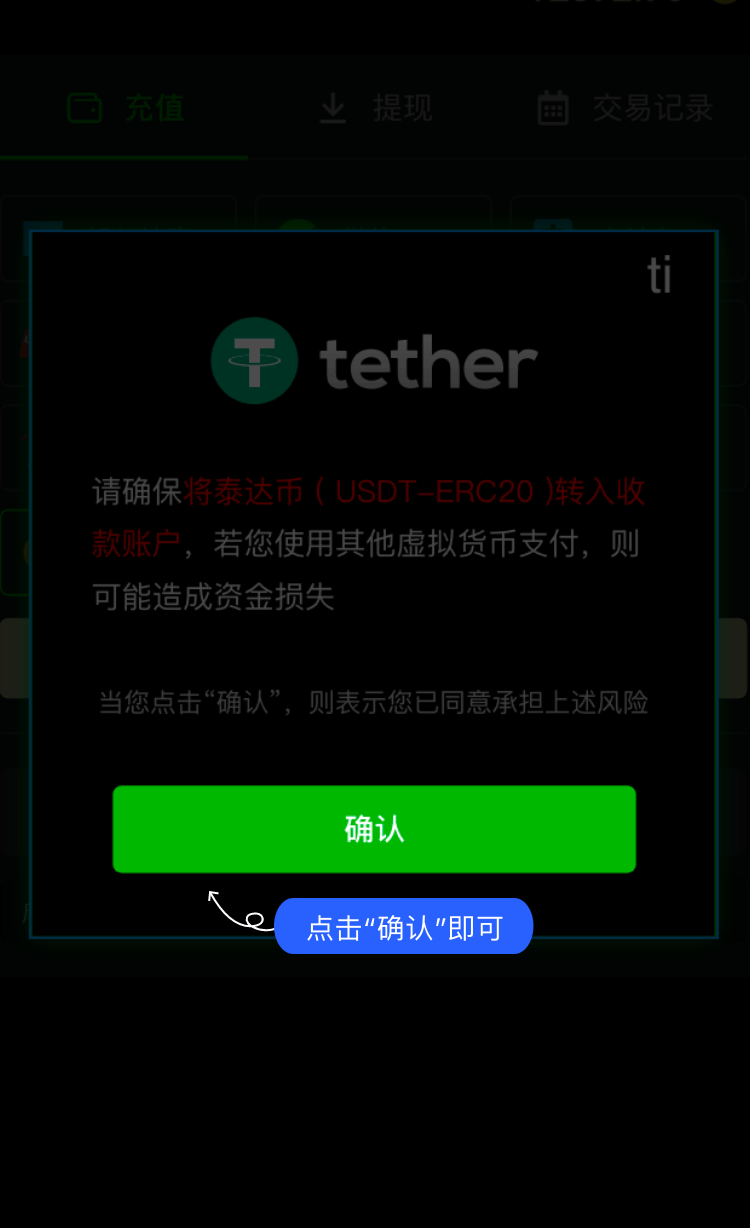 充值 提现 交易记录
ti
tether
请确保将泰达币（USDT-ERC20）转入收
款账户，若您使用其他虚拟货币支付，则
可能造成资金损失
当您点击“确认”，则表示您已同意承担上述风险
确认
点击“确认”即可